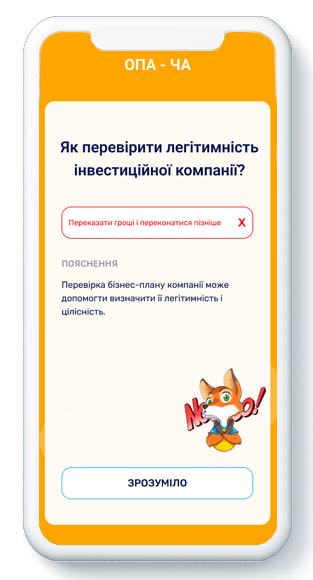 ОПА - ЧА
Як перевірити легітимність
інвестиційної компанії?
Переказати гроші і переконатися пізніше X
ПОЯСНЕННЯ
Перевірка бізнес-плану компанії може
допомогти визначити її легітимність і
цілісність.
ЗРОЗУМІЛО